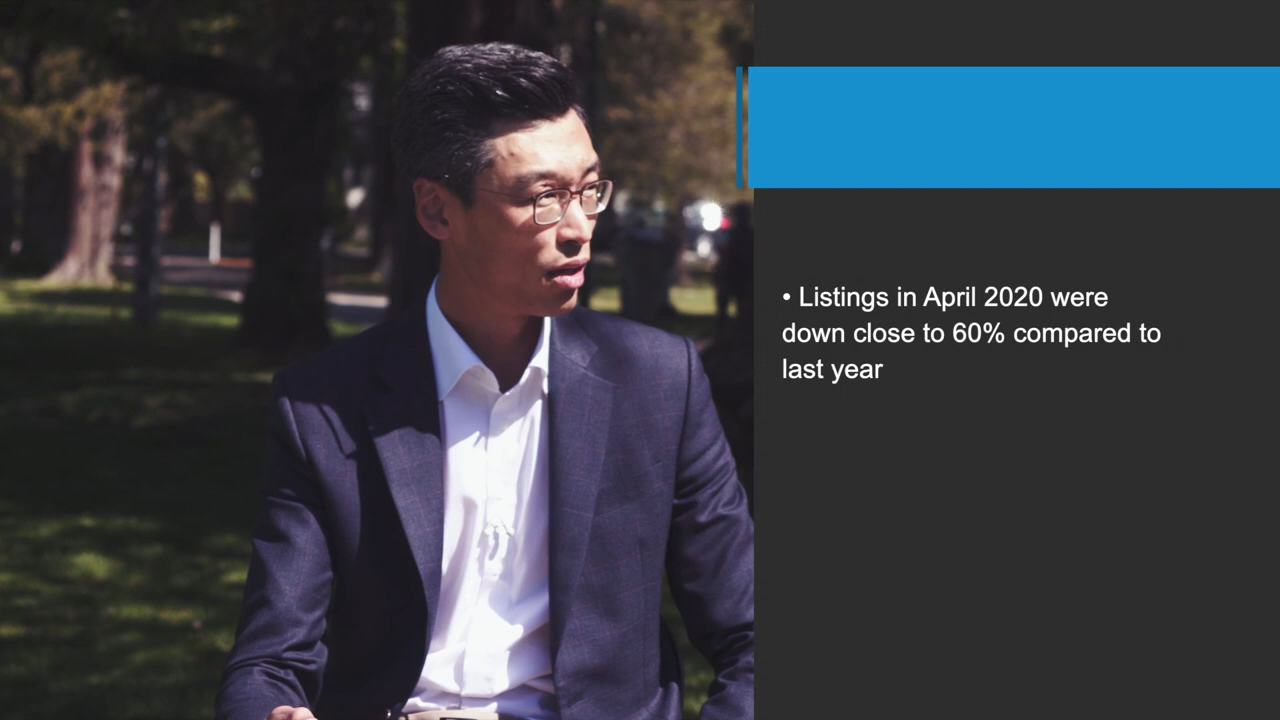 • Listings in April 2020 were
down close to 60% compared to
last year